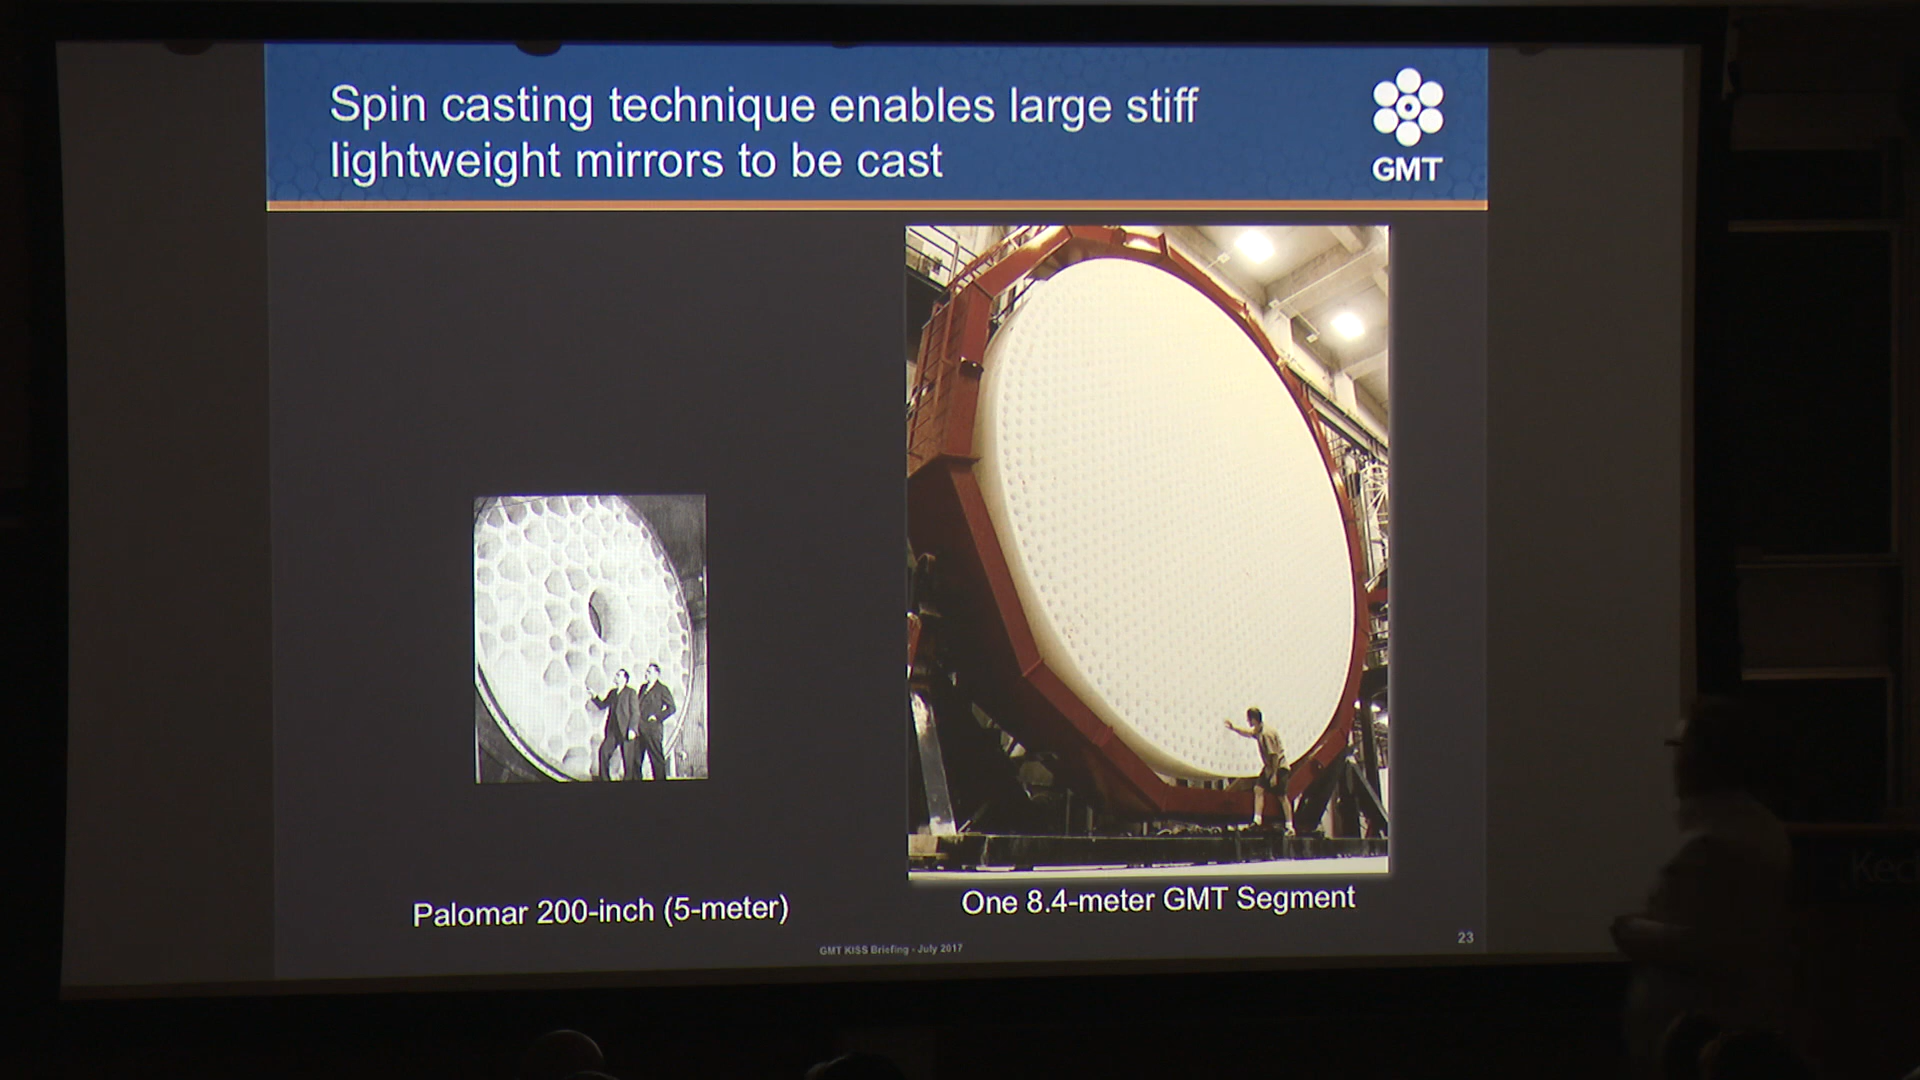 Spin casting technique enables large stiff
lightweight mirrors to be cast
GMT
Palomar 200-inch (5-meter)
One 8.4-meter GMT Segment
GMT KISS Briefing - July 2017
23